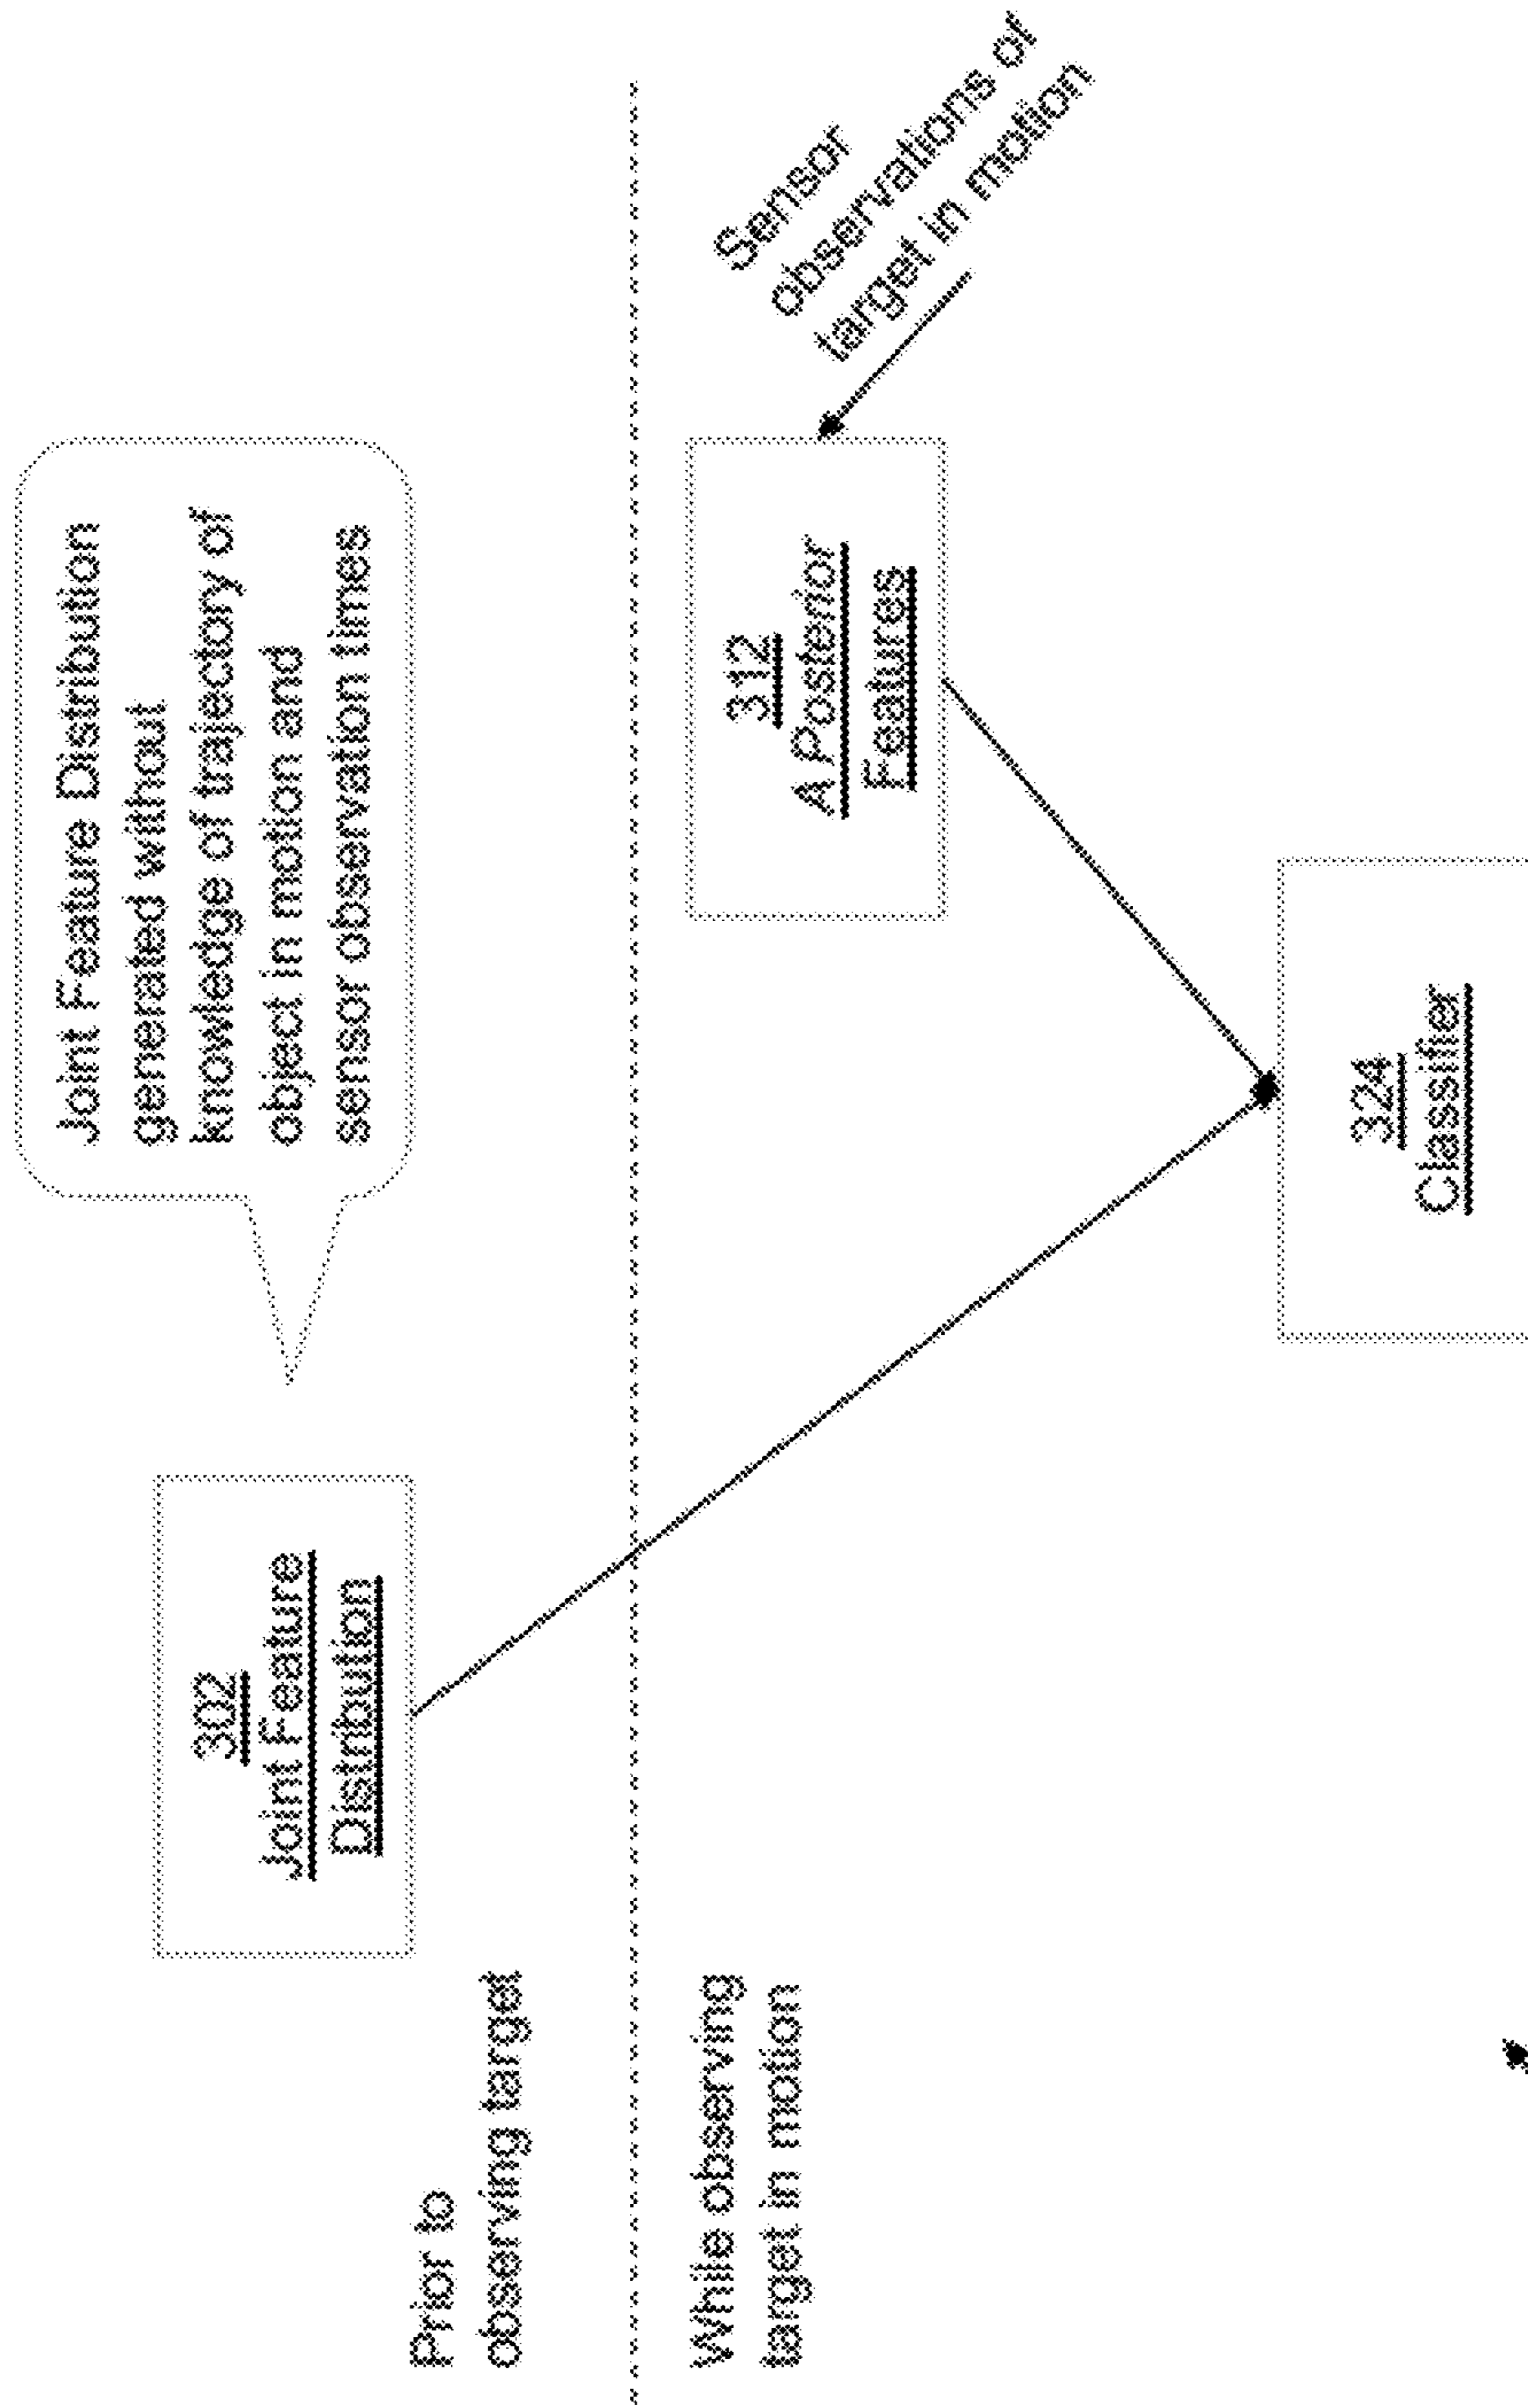 Prior to
observing target
302
Joint Feature
Distribution
Joint Feature Distribution
generated without
knowledge of trajectory of
object in motion and
sensor observation times
While observing
target in motion
312
A Posterior
Features
Sensor
observations of
target in motion
324
Classifier